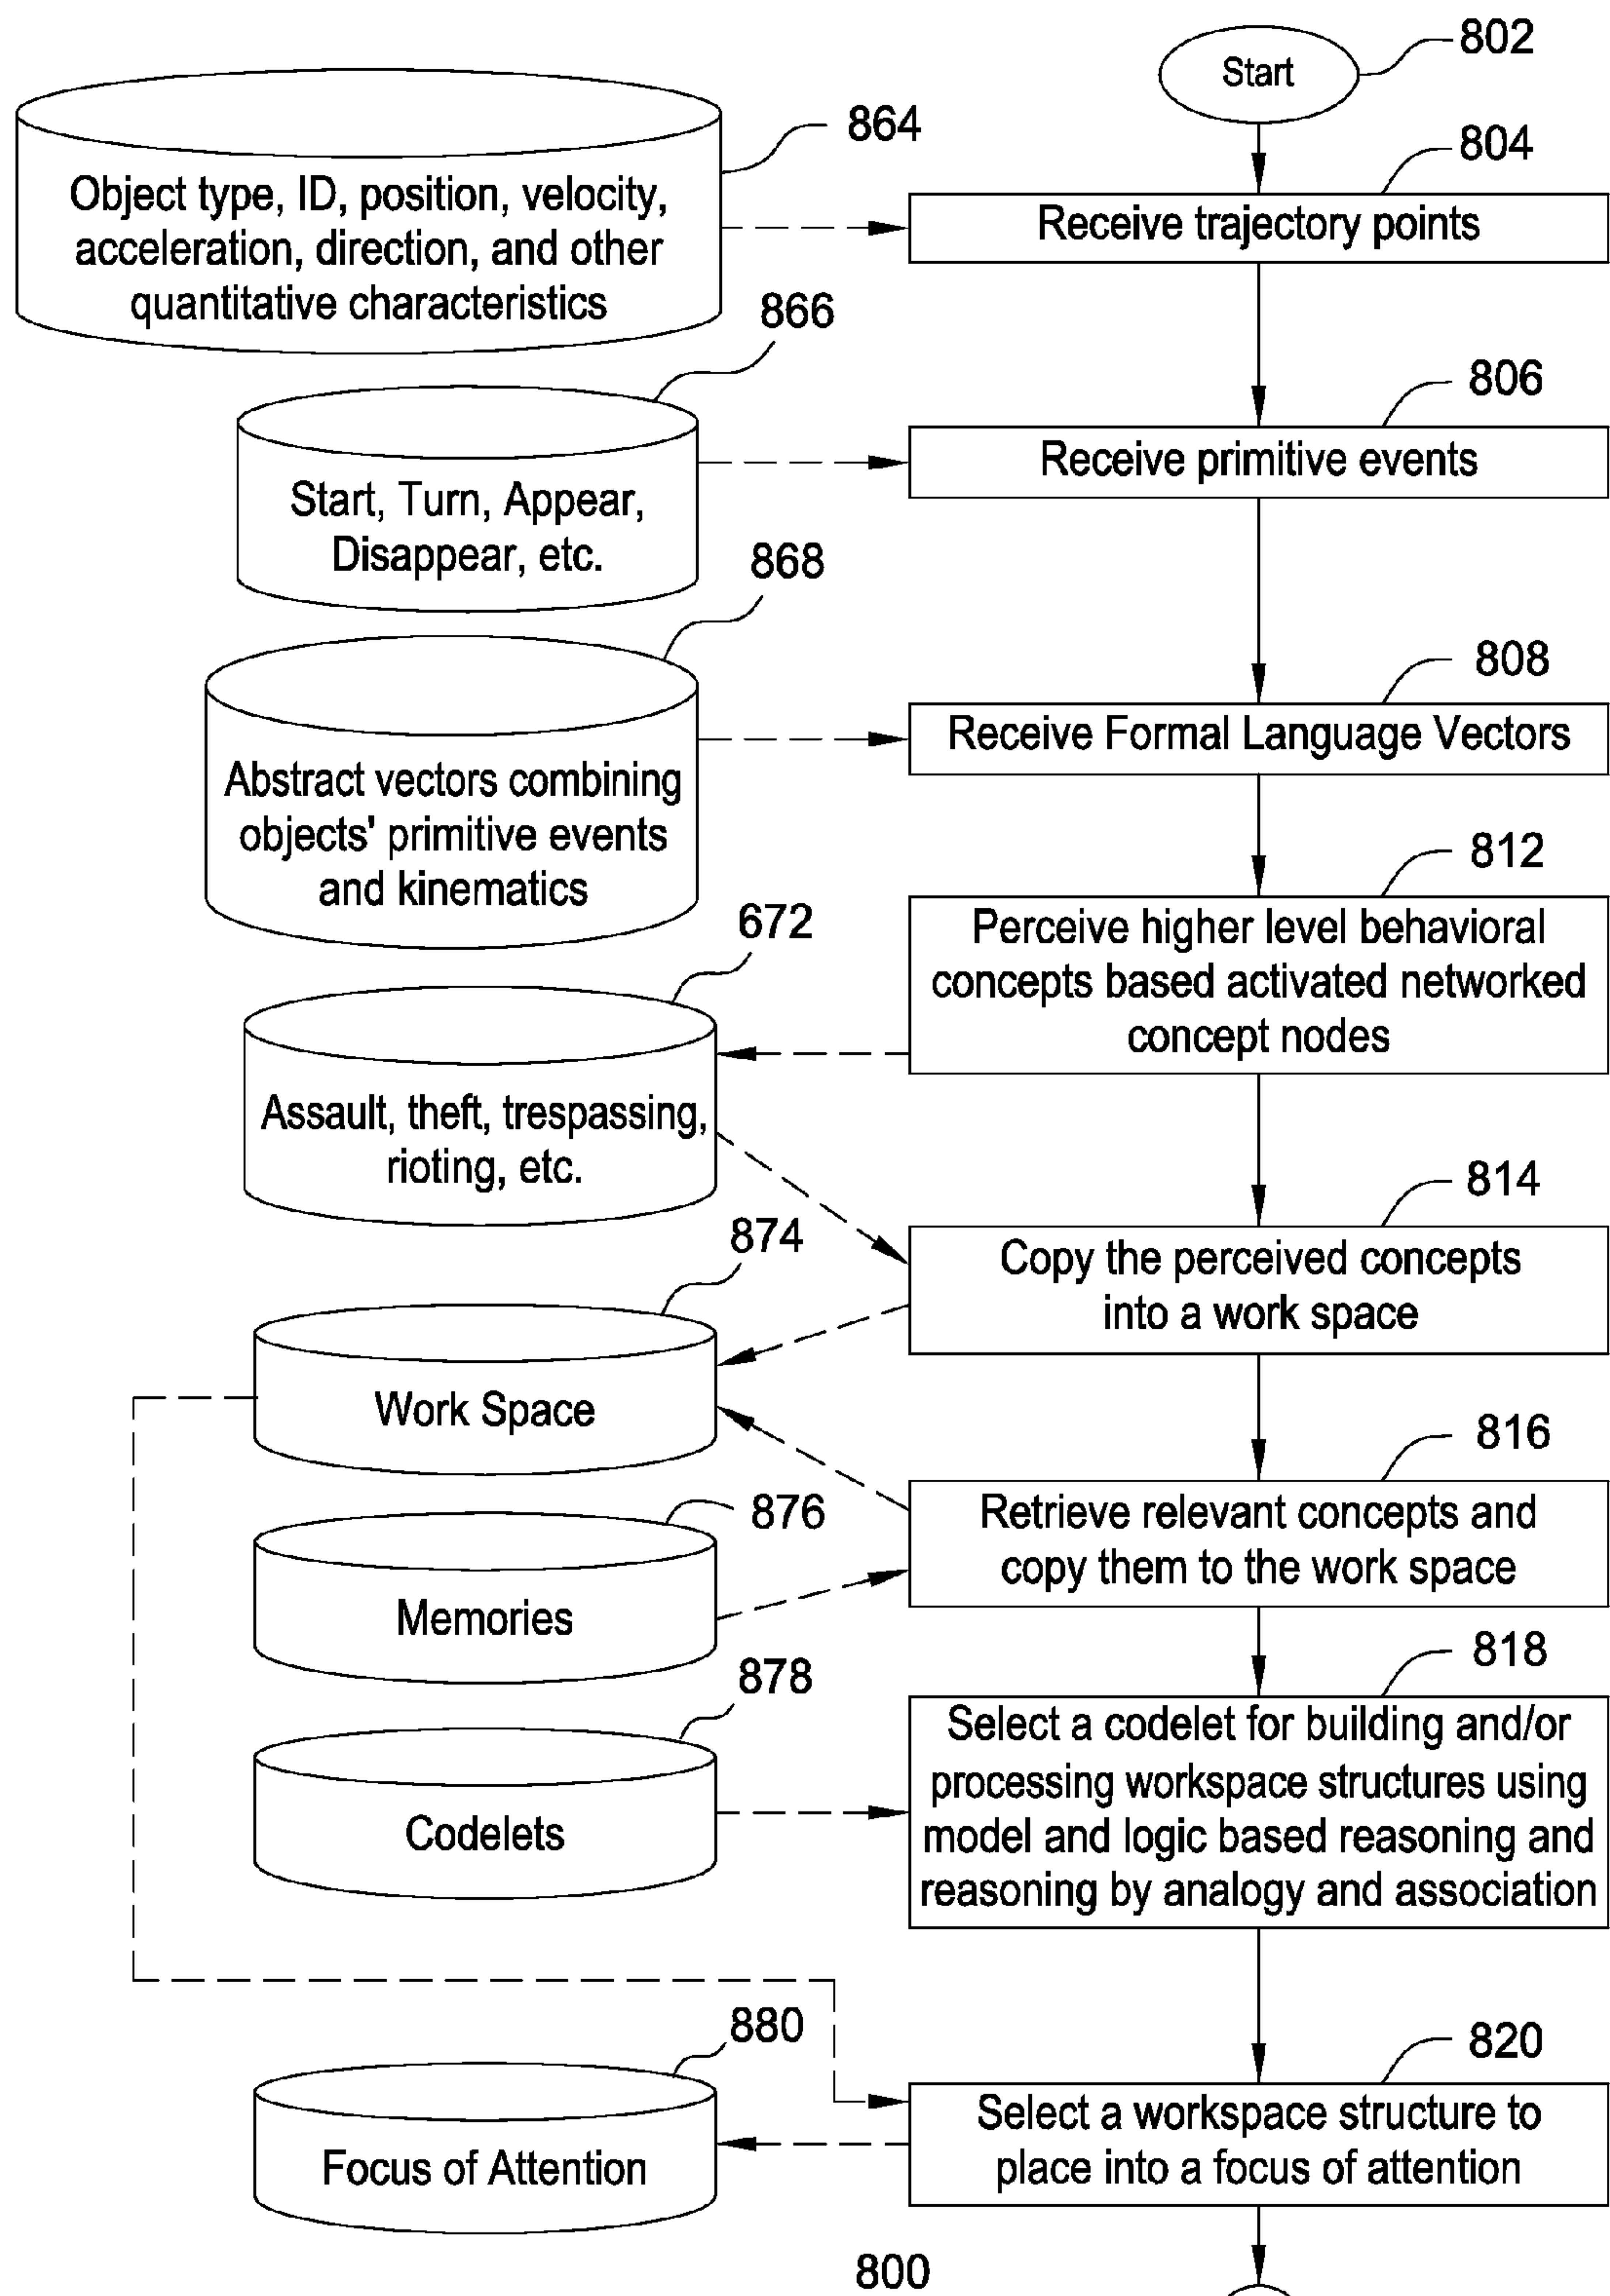 802
Start
864
804
Object type, ID, position, velocity,
acceleration, direction, and other
quantitative characteristics
Receive trajectory points
866
806
Start, Turn, Appear,
Disappear, etc.
Receive primitive events
868
808
Abstract vectors combining
objects' primitive events
and kinematics
Receive Formal Language Vectors
812
Perceive higher level behavioral
concepts based activated networked
concept nodes
672
Assault, theft, trespassing,
rioting, etc.
814
Copy the perceived concepts
into a work space
874
Work Space
816
Retrieve relevant concepts and
copy them to the work space
876
Memories
818
Select a codelet for building and/or
processing workspace structures using
model and logic based reasoning and
reasoning by analogy and association
878
Codelets
880
820
Focus of Attention
Select a workspace structure to
place into a focus of attention
800